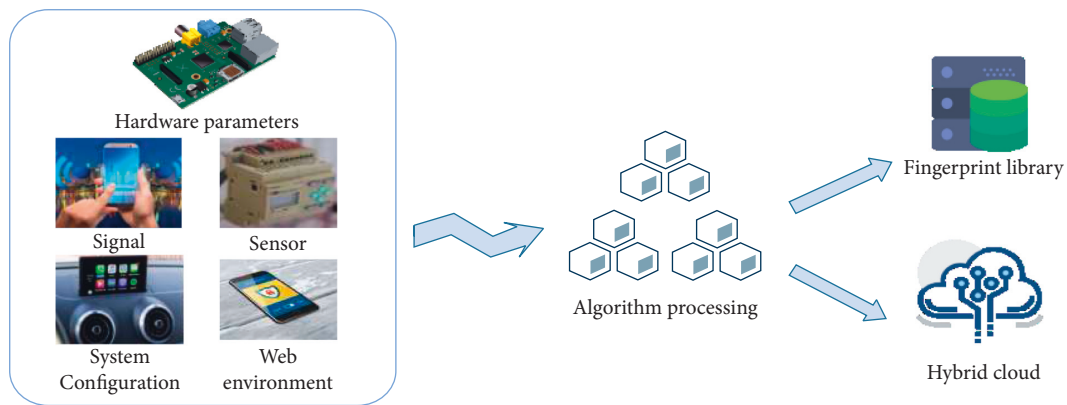 Hardware parameters
Signal
Sensor
System
Configuration
Web
environment
Algorithm processing
Fingerprint library
Hybrid cloud